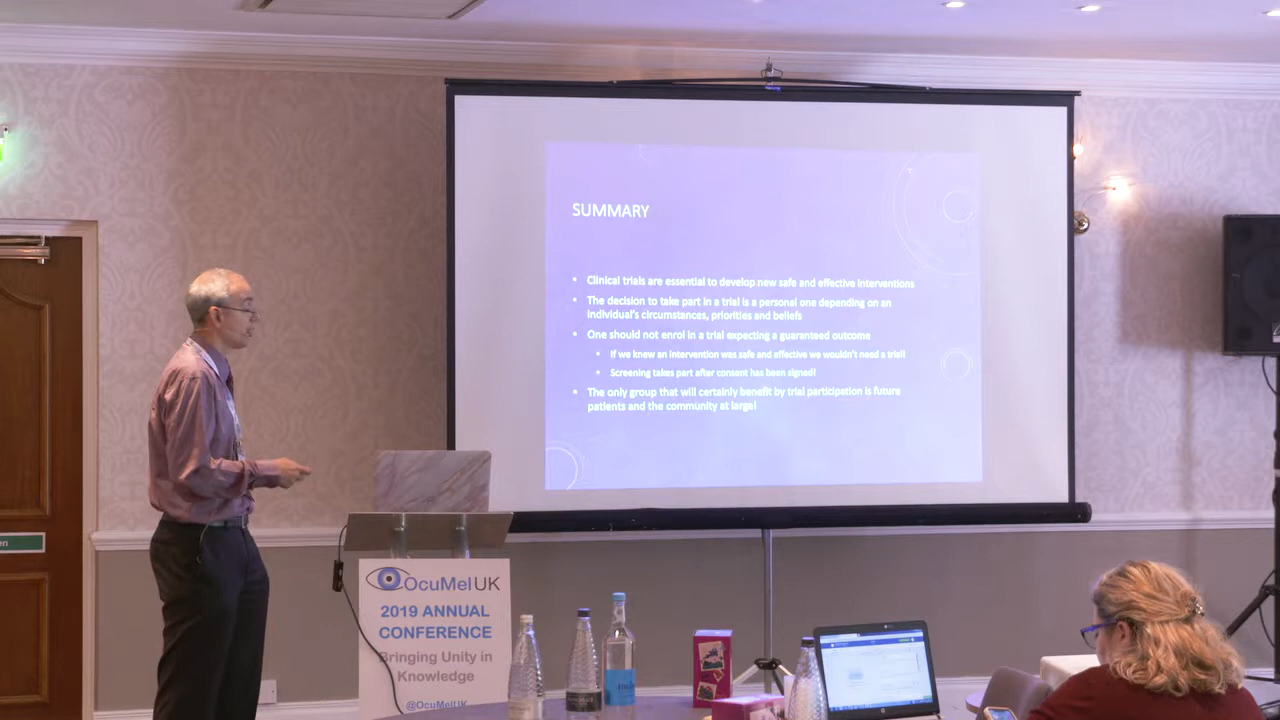 SUMMARY
• Clinical trials are essential to develop new safe and effective interventions
• The decision to take part in a trial is a personal one depending on an
individual's circumstances, priorities and beliefs
• One should not enrol in a trial expecting a guaranteed outcome
• If we knew an intervention was safe and effective we wouldn't need a trial!
• Screening takes part after consent has been signed!
• The only group that will certainly benefit by trial participation is future
patients and the community at large!
OcuMelUK
2019 ANNUAL
CONFERENCE
Bringing Unity in
Knowledge
@OcuMelUK